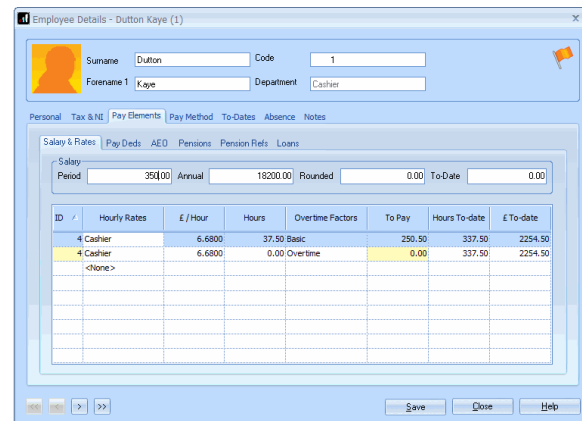 Employee Details - Dutton Kaye (1)
Surname Dutton Code 1
Forename 1 Kaye Department Cashier
Personal Tax & NI Pay Elements Pay Method To-Dates Absence Notes
Salary & Rates Pay Deds AEO Pensions Pension Refs Loans
Salary
Period 350.00 Annual 18200.00 Rounded 0.00 To-Date 0.00
ID Hourly Rates £ / Hour Hours Overtime Factors To Pay Hours To-date £ To-date
4 Cashier 6.6800 37.50 Basic 250.50 337.50 2254.50
4 Cashier 6.6800 0.00 Overtime 0.00 337.50 2254.50
<None>
<< < > >> Save Close Help